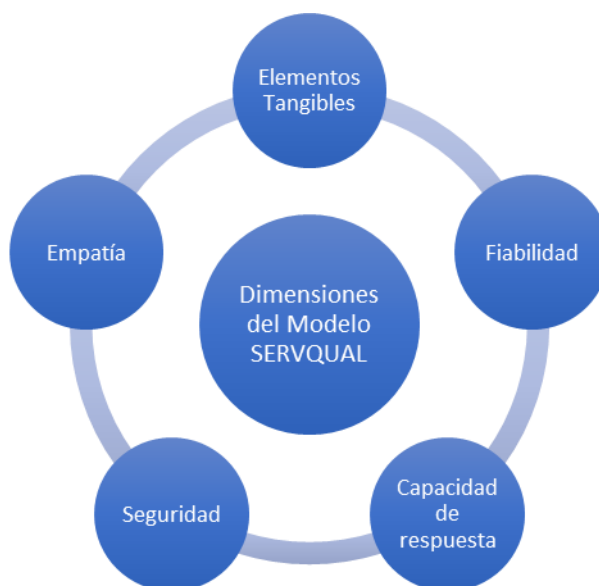 Elementos
Tangibles
Fiabilidad
Capacidad
de
respuesta
Seguridad
Empatía
Dimensiones
del Modelo
SERVQUAL